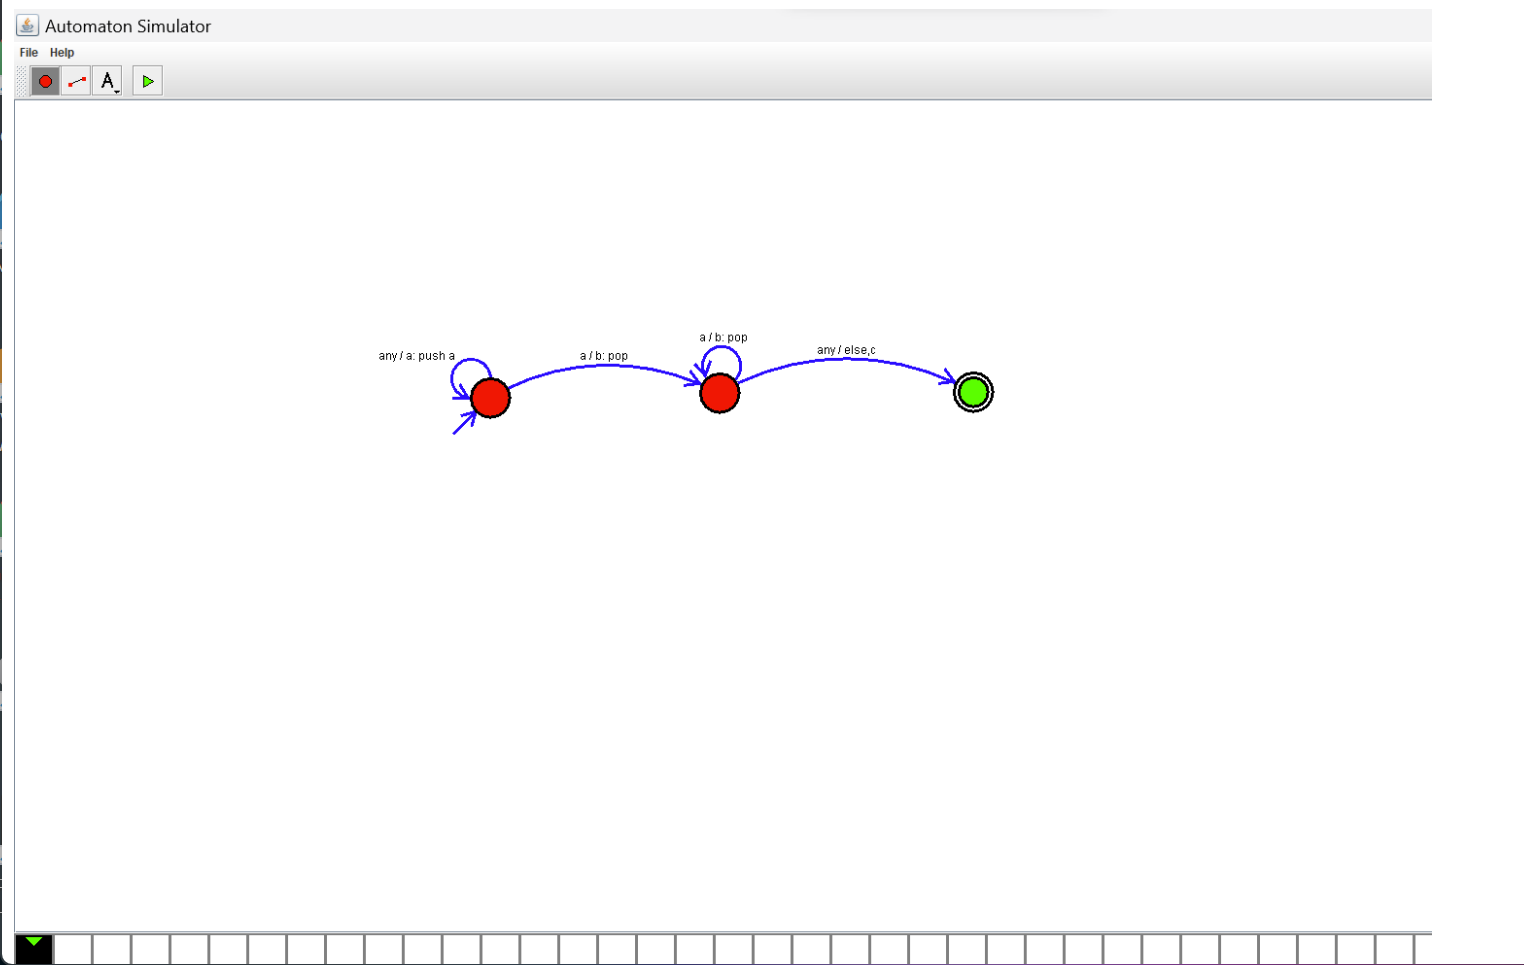 Automaton Simulator
File Help
A
a / b: pop
any / a: push a
a / b: pop
any / else,c